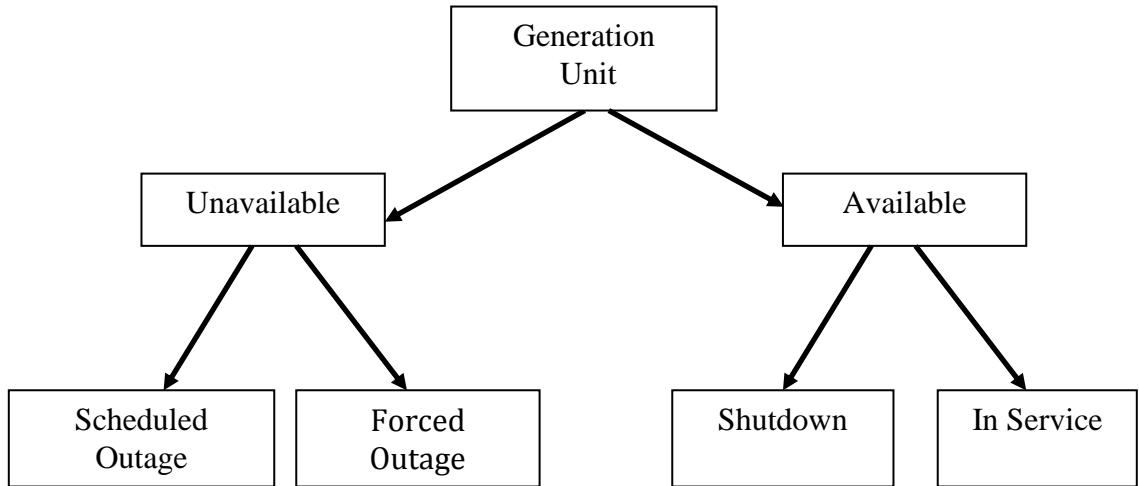 Generation
Unit
Unavailable
Available
Scheduled
Outage
Forced
Outage
Shutdown
In Service